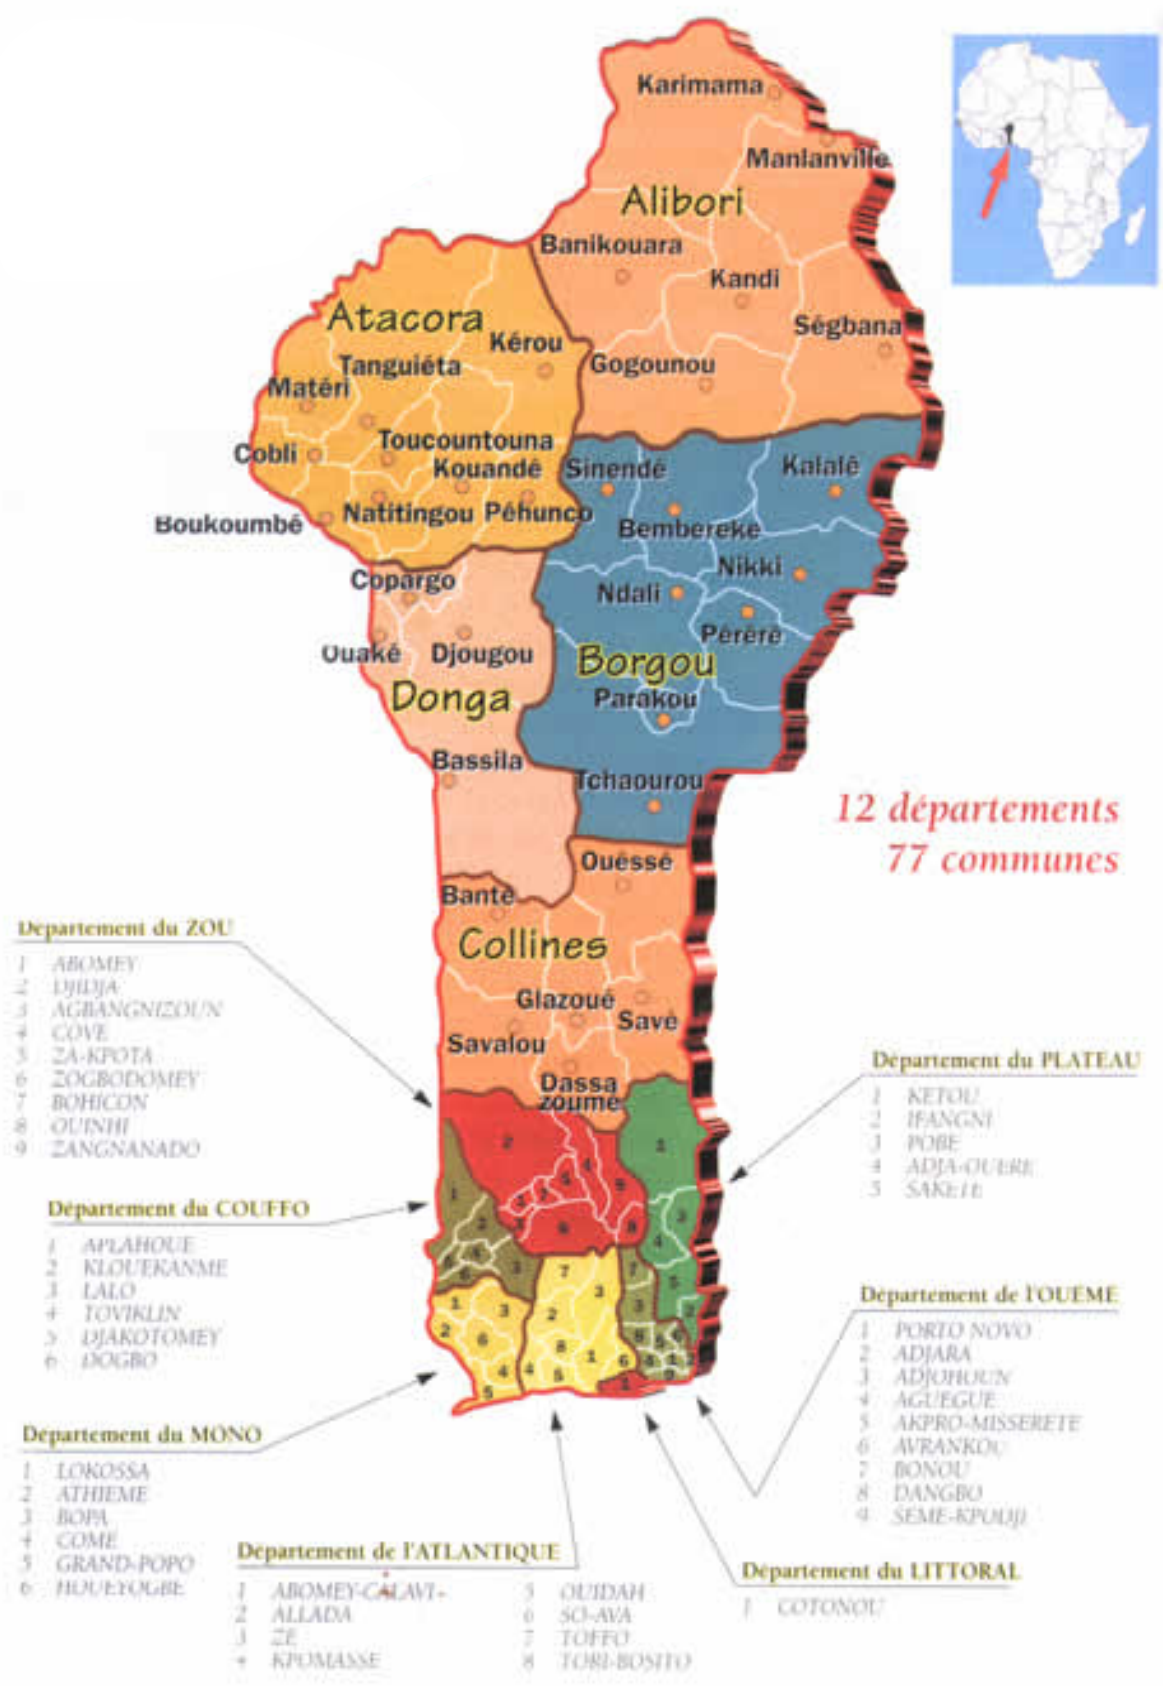 Karimama
Manlanville
Alibori
Banikouara
Kandi
Atacora
Ségbana
Kérou
Gogounou
Tanguiéta
Matéri
Toucountouna
Cobli
Kouandé
Sinendé
Kalalé
Natitingou
Péhunco
Boukoumbé
Bembereke
Nikki
Copargo
Ndali
Pèrèrè
Ouaké
Djougou
Borgou
Donga
Parakou
Bassila
Tchaourou
12 départements
77 communes
Ouèssè
Bantè
Collines
Glazoué
Savè
Savalou
Dassa
zoumé
Département du ZOU
1 ABOMEY
2 DJIDJA
3 AGBANGNIZOUN
4 COVE
5 ZA-KPOTA
6 ZOGBODOMEY
7 BOHICON
8 OUINHI
9 ZANGNANADO
Département du PLATEAU
1 KETOU
2 IFANGNI
3 POBE
4 ADJA-OUERE
5 SAKETE
Département du COUFFO
1 APLAHOUE
2 KLOUEKANME
3 LALO
4 TOVIKLIN
5 DJAKOTOMEY
6 DOGBO
Département de l'OUEME
1 PORTO NOVO
2 ADJARA
3 ADJOHOUN
4 AGUEGUE
5 AKPRO-MISSERETE
6 AVRANKOU
7 BONOU
8 DANGBO
9 SEME-KPODJI
Département du MONO
1 LOKOSSA
2 ATHIEME
3 BOPA
4 COME
5 GRAND-POPO
6 HOUEYOGBE
Département de l'ATLANTIQUE
1 ABOMEY-CALAVI
2 ALLADA
3 ZE
4 KPOMASSE
5 OUIDAH
6 SO-AVA
7 TOFFO
8 TORI-BOSITO
Département du LITTORAL
1 COTONOU